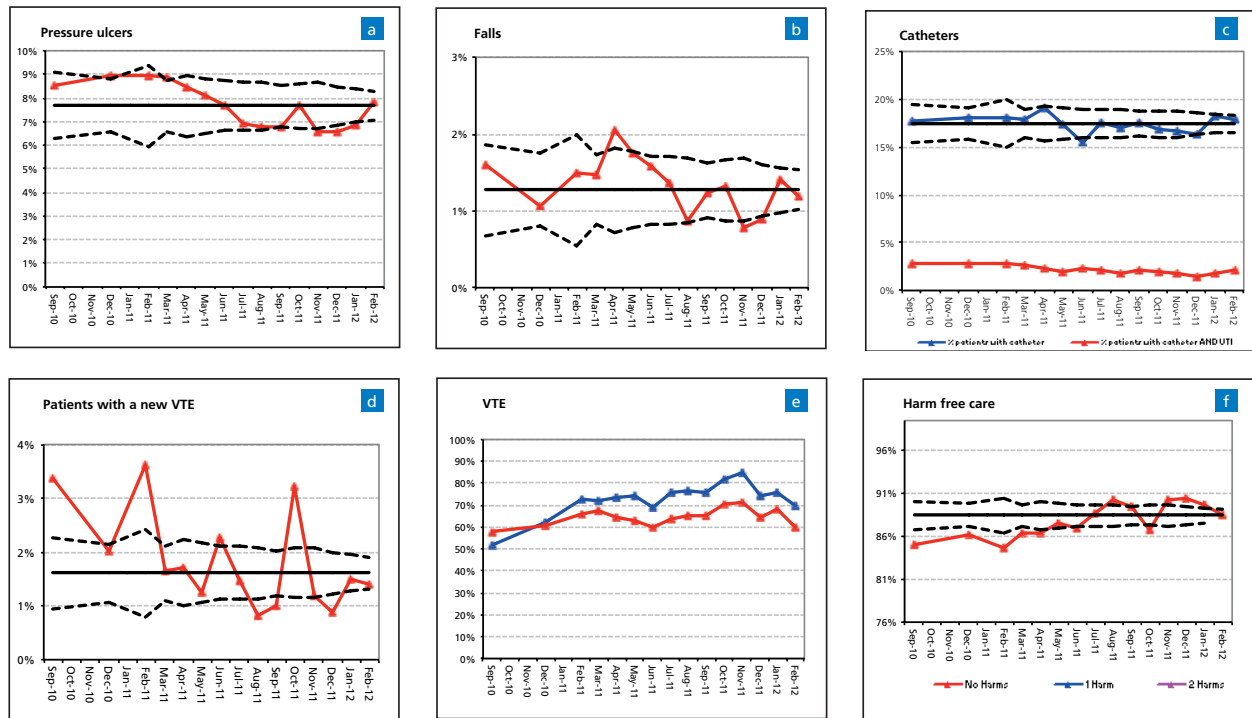 Pressure ulcers
a
10%
9%
8%
7%
6%
5%
4%
3%
2%
1%
0%
Sep-10
Oct-10
Nov-10
Dec-10
Jan-11
Feb-11
Mar-11
Apr-11
May-11
Jun-11
Jul-11
Aug-11
Sep-11
Oct-11
Nov-11
Dec-11
Jan-12
Feb-12
Falls
b
3%
2%
1%
0%
Sep-10
Oct-10
Nov-10
Dec-10
Jan-11
Feb-11
Mar-11
Apr-11
May-11
Jun-11
Jul-11
Aug-11
Sep-11
Oct-11
Nov-11
Dec-11
Jan-12
Feb-12
Catheters
c
25%
20%
15%
10%
5%
0%
Sep-10
Oct-10
Nov-10
Dec-10
Jan-11
Feb-11
Mar-11
Apr-11
May-11
Jun-11
Jul-11
Aug-11
Sep-11
Oct-11
Nov-11
Dec-11
Jan-12
Feb-12
% patients with catheter
% patients with catheter AND UTI
Patients with a new VTE
d
4%
3%
2%
1%
0%
Sep-10
Oct-10
Nov-10
Dec-10
Jan-11
Feb-11
Mar-11
Apr-11
May-11
Jun-11
Jul-11
Aug-11
Sep-11
Oct-11
Nov-11
Dec-11
Jan-12
Feb-12
VTE
e
100%
90%
80%
70%
60%
50%
40%
30%
20%
10%
0%
Sep-10
Oct-10
Nov-10
Dec-10
Jan-11
Feb-11
Mar-11
Apr-11
May-11
Jun-11
Jul-11
Aug-11
Sep-11
Oct-11
Nov-11
Dec-11
Jan-12
Feb-12
Harm free care
f
96%
91%
86%
81%
76%
Sep-10
Oct-10
Nov-10
Dec-10
Jan-11
Feb-11
Mar-11
Apr-11
May-11
Jun-11
Jul-11
Aug-11
Sep-11
Oct-11
Nov-11
Dec-11
Jan-12
Feb-12
No Harms
1 Harm
2 Harms